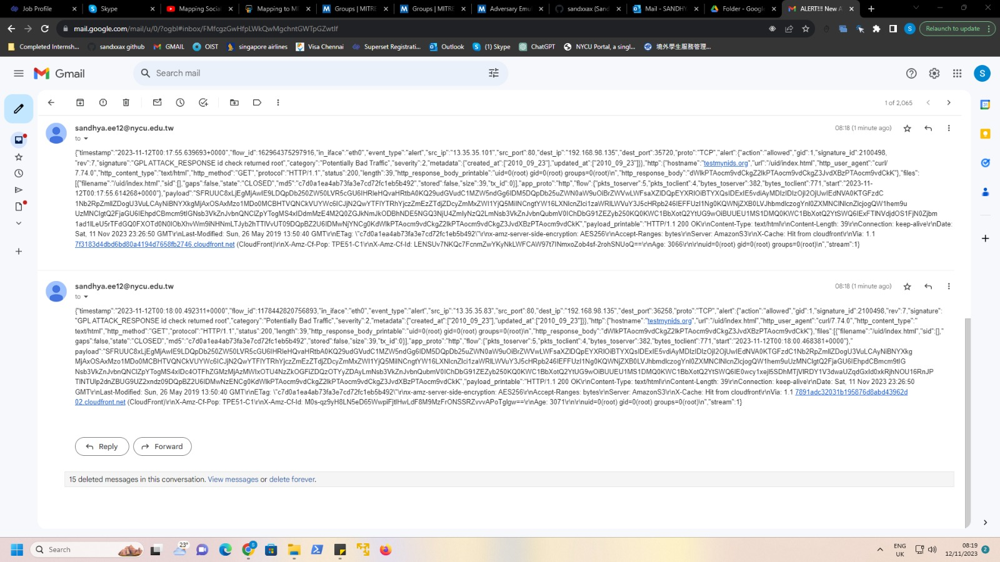 Job Profile
Skype
Mapping Socia
Mapping to MI
Groups | MITRE
Groups | MITRE
Adversary Emul
sandxxax (Sand
Mail - SANDHY
Folder - Google
ALERT!!! New A
mail.google.com/mail/u/0/?ogbl#inbox/FMfcgzGwHfpLWkQwMgchntGWTpGZwtlf
S
Relaunch to update
Completed Internsh...
sandxxax github
GMAIL
OIST
singapore airlines
Visa Chennai
Superset Registrati...
Outlook
(1) Skype
ChatGPT
NYCU Portal, a singl...
境外學生服務管理...
Gmail
Search mail
S
1 of 2,065
sandhya.ee12@nycu.edu.tw
08:18 (1 minute ago)
to
{"timestamp":"2023-11-12T00:17:55.639693+0000","flow_id":162964375297916,"in_iface":"eth0","event_type":"alert","src_ip":"13.35.35.101","src_port":80,"dest_ip":"192.168.98.135","dest_port":35720,"proto":"TCP","alert":{"action":"allowed","gid":1,"signature_id":2100498,
"rev":7,"signature":"GPL ATTACK_RESPONSE id check returned root","category":"Potentially Bad Traffic","severity":2,"metadata":{"created_at":["2010_09_23"],"updated_at":["2010_09_23"]}},"http":{"hostname":"testmynids.org","url":"/uid/index.html","http_user_agent":"curl/
7.74.0","http_content_type":"text/html","http_method":"GET","protocol":"HTTP/1.1","status":200,"length":39,"http_response_body_printable":"uid=0(root) gid=0(root) groups=0(root)\n","http_response_body":"dWlkPTAocm9vdCkgZ2lkPTAocm9vdCkgZ3JvdXBzPTAocm9vdCkK"},"files":
[{"filename":"/uid/index.html","sid":[],"gaps":false,"state":"CLOSED","md5":"c7d0a1ea4ab73fa3e7cd72fc1eb5b492","stored":false,"size":39,"tx_id":0}],"app_proto":"http","flow":{"pkts_toserver":5,"pkts_toclient":4,"bytes_toserver":382,"bytes_toclient":771,"start":"2023-11-
12T00:17:55.614268+0000"},"payload":
"payload_printable":"HTTP/1.1 200 OK\r\nContent-Type: text/html\r\nContent-Length: 39\r\nConnection: keep-alive\r\nDate:
Sat, 11 Nov 2023 23:26:50 GMT\r\nLast-Modified: Sun, 26 May 2019 13:50:40 GMT\r\nETag: \"c7d0a1ea4ab73fa3e7cd72fc1eb5b492\"\r\nx-amz-server-side-encryption: AES256\r\nAccept-Ranges: bytes\r\nServer: AmazonS3\r\nX-Cache: Hit from cloudfront\r\nVia: 1.1
7f3183d4dbd6bd80a4194d7658fb2746.cloudfront.net (CloudFront)\r\nX-Amz-Cf-Pop: TPE51-C1\r\nX-Amz-Cf-Id: \r\nAge: 3066\r\n\r\nuid=0(root) gid=0(root) groups=0(root)\n","stream":1}
sandhya.ee12@nycu.edu.tw
08:18 (1 minute ago)
to
{"timestamp":"2023-11-12T00:18:00.492311+0000","flow_id":1178442820756893,"in_iface":"eth0","event_type":"alert","src_ip":"13.35.35.83","src_port":80,"dest_ip":"192.168.98.135","dest_port":36258,"proto":"TCP","alert":{"action":"allowed","gid":1,"signature_id":2100498,"rev":7,"signature":
"GPL ATTACK_RESPONSE id check returned root","category":"Potentially Bad Traffic","severity":2,"metadata":{"created_at":["2010_09_23"],"updated_at":["2010_09_23"]}},"http":{"hostname":"testmynids.org","url":"/uid/index.html","http_user_agent":"curl/7.74.0","http_content_type":"
text/html","http_method":"GET","protocol":"HTTP/1.1","status":200,"length":39,"http_response_body_printable":"uid=0(root) gid=0(root) groups=0(root)\n","http_response_body":"dWlkPTAocm9vdCkgZ2lkPTAocm9vdCkgZ3JvdXBzPTAocm9vdCkK"},"files":[{"filename":"/uid/index.html","sid":[],"
gaps":false,"state":"CLOSED","md5":"c7d0a1ea4ab73fa3e7cd72fc1eb5b492","stored":false,"size":39,"tx_id":0}],"app_proto":"http","flow":{"pkts_toserver":5,"pkts_toclient":4,"bytes_toserver":382,"bytes_toclient":771,"start":"2023-11-12T00:18:00.468381+0000"},"
payload":
"payload_printable":"HTTP/1.1 200 OK\r\nContent-Type: text/html\r\nContent-Length: 39\r\nConnection: keep-alive\r\nDate: Sat, 11 Nov 2023 23:26:50
GMT\r\nLast-Modified: Sun, 26 May 2019 13:50:40 GMT\r\nETag: \"c7d0a1ea4ab73fa3e7cd72fc1eb5b492\"\r\nx-amz-server-side-encryption: AES256\r\nAccept-Ranges: bytes\r\nServer: AmazonS3\r\nX-Cache: Hit from cloudfront\r\nVia: 1.1 7891adc32031b195876d8abd43962d
02.cloudfront.net (CloudFront)\r\nX-Amz-Cf-Pop: TPE51-C1\r\nX-Amz-Cf-Id: \r\nAge: 3071\r\n\r\nuid=0(root) gid=0(root) groups=0(root)\n","stream":1}
Reply
Forward
15 deleted messages in this conversation. View messages or delete forever.
Search
23°
ENG
UK
08:19
12/11/2023
2